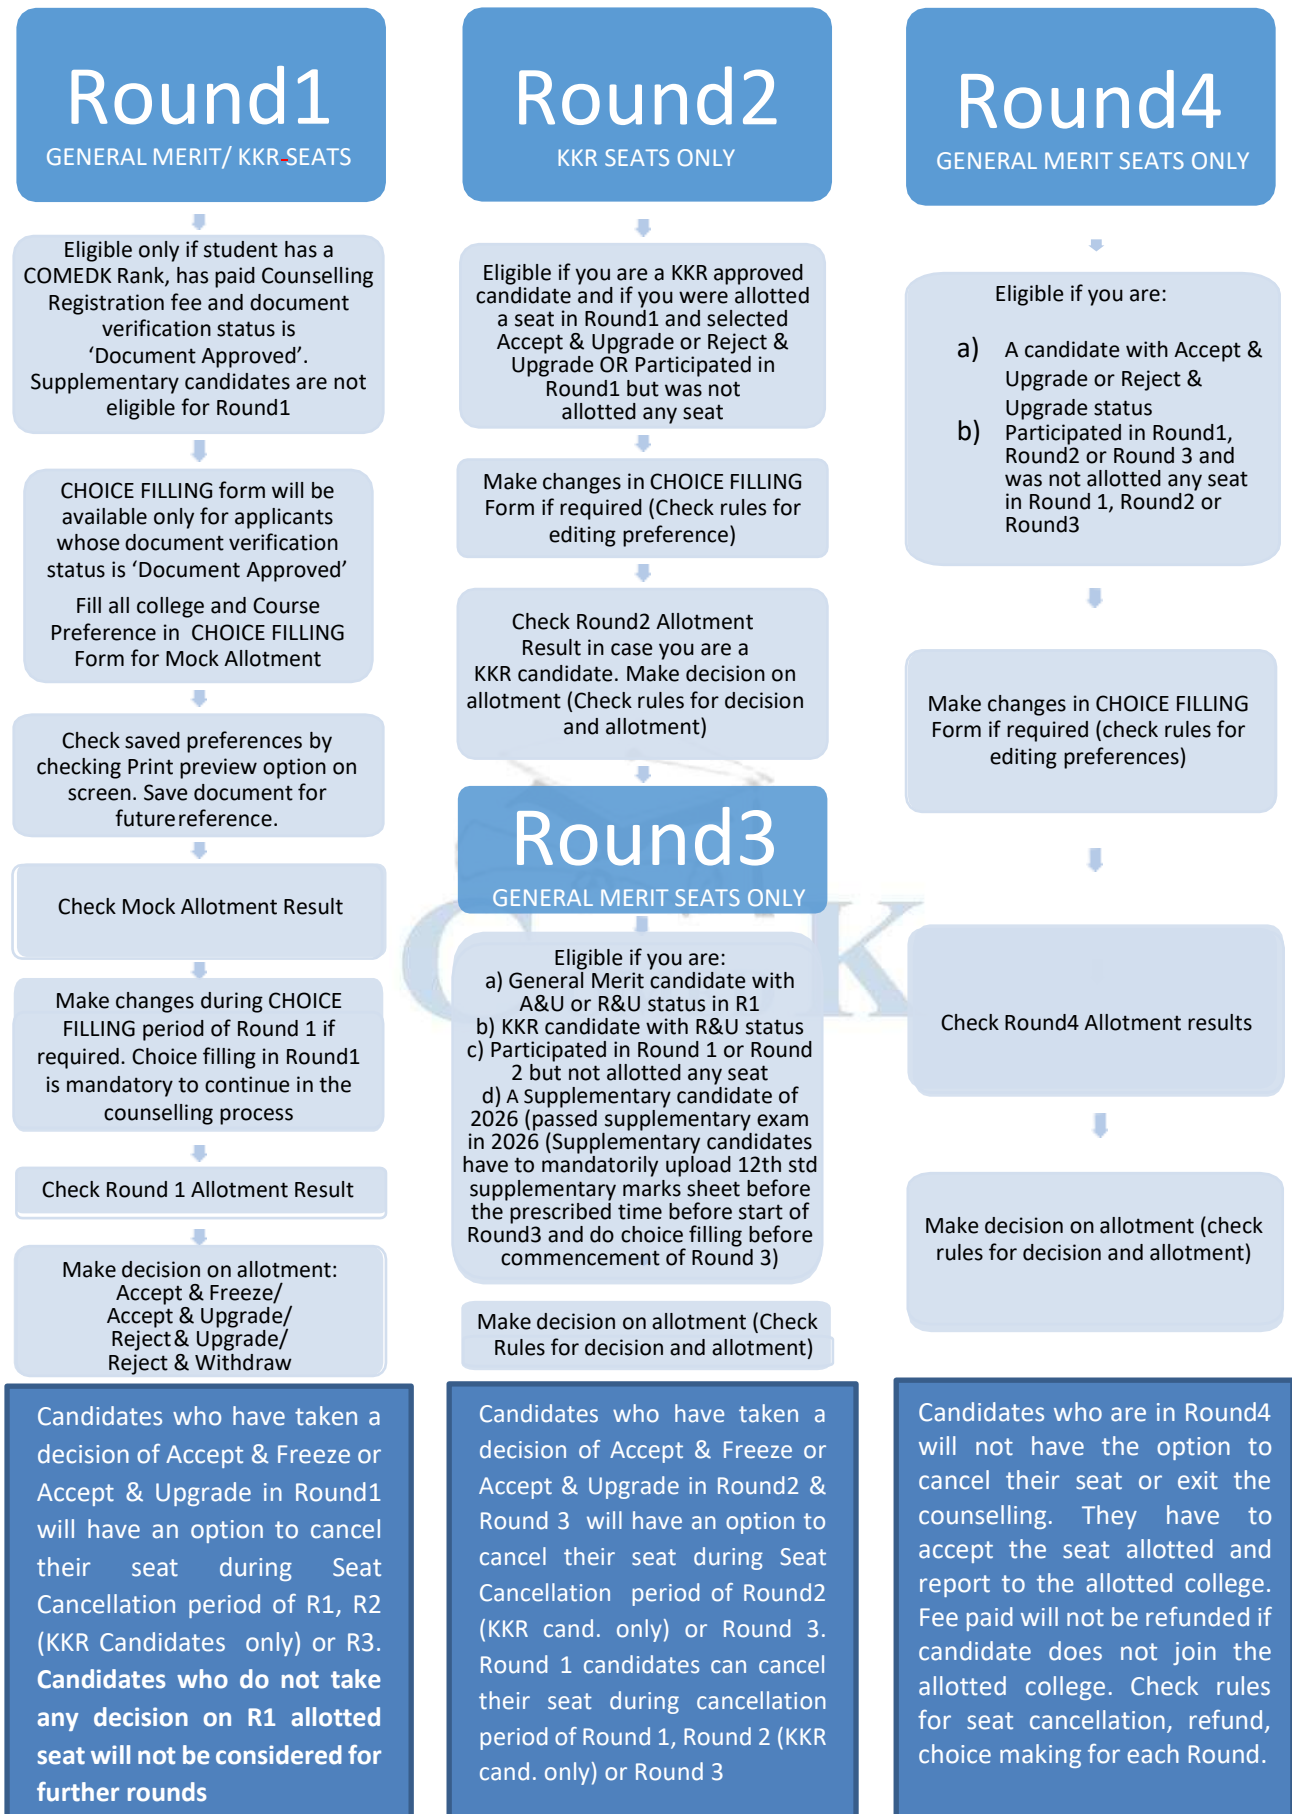 Round1
GENERAL MERIT/ KKR-SEATS
Eligible only if student has a
COMEDK Rank, has paid Counselling
Registration fee and document
verification status is
‘Document Approved’.
Supplementary candidates are not
eligible for Round1
CHOICE FILLING form will be
available only for applicants
whose document verification
status is ‘Document Approved’
Fill all college and Course
Preference in CHOICE FILLING
Form for Mock Allotment
Check saved preferences by
checking Print preview option on
screen. Save document for
future reference.
Check Mock Allotment Result
Make changes during CHOICE
FILLING period of Round 1 if
required. Choice filling in Round1
is mandatory to continue in the
counselling process
Check Round 1 Allotment Result
Make decision on allotment:
Accept & Freeze/
Accept & Upgrade/
Reject & Upgrade/
Reject & Withdraw
Candidates who have taken a
decision of Accept & Freeze or
Accept & Upgrade in Round1
will have an option to cancel
their seat during Seat
Cancellation period of R1, R2
(KKR Candidates only) or R3.
Candidates who do not take
any decision on R1 allotted
seat will not be considered for
further rounds
Round2
KKR SEATS ONLY
Eligible if you are a KKR approved
candidate and if you were allotted
a seat in Round1 and selected
Accept & Upgrade or Reject &
Upgrade OR Participated in
Round1 but was not
allotted any seat
Make changes in CHOICE FILLING
Form if required (Check rules for
editing preference)
Check Round2 Allotment
Result in case you are a
KKR candidate. Make decision on
allotment (Check rules for decision
and allotment)
Round3
GENERAL MERIT SEATS ONLY
Eligible if you are:
a) General Merit candidate with
A&U or R&U status in R1
b) KKR candidate with R&U status
c) Participated in Round 1 or Round
2 but not allotted any seat
d) A Supplementary candidate of
2026 (passed supplementary exam
in 2026 (Supplementary candidates
have to mandatorily upload 12th std
supplementary marks sheet before
the prescribed time before start of
Round3 and do choice filling before
commencement of Round 3)
Make decision on allotment (Check
Rules for decision and allotment)
Candidates who have taken a
decision of Accept & Freeze or
Accept & Upgrade in Round2 &
Round 3 will have an option to
cancel their seat during Seat
Cancellation period of Round2
(KKR cand. only) or Round 3.
Round 1 candidates can cancel
their seat during cancellation
period of Round 1, Round 2 (KKR
cand. only) or Round 3
Round4
GENERAL MERIT SEATS ONLY
Eligible if you are:
a) A candidate with Accept &
Upgrade or Reject &
Upgrade status
b) Participated in Round1,
Round2 or Round 3 and
was not allotted any seat
in Round 1, Round2 or
Round3
Make changes in CHOICE FILLING
Form if required (check rules for
editing preferences)
Check Round4 Allotment results
Make decision on allotment (check
rules for decision and allotment)
Candidates who are in Round4
will not have the option to
cancel their seat or exit the
counselling. They have to
accept the seat allotted and
report to the allotted college.
Fee paid will not be refunded if
candidate does not join the
allotted college. Check rules
for seat cancellation, refund,
choice making for each Round.